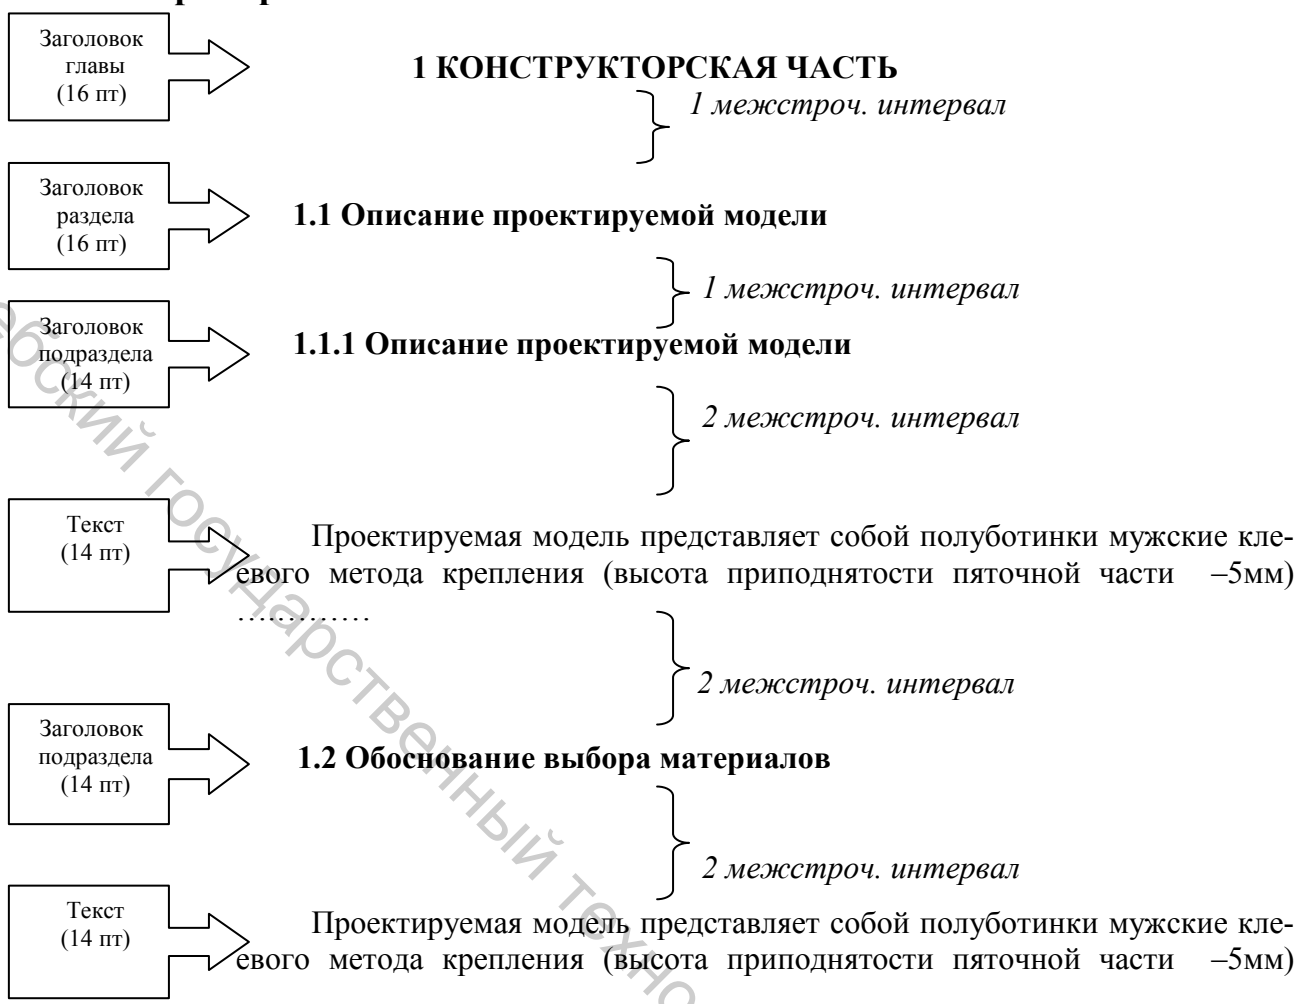 Заголовок
главы
(16 пт)
1 КОНСТРУКТОРСКАЯ ЧАСТЬ
1 межстроч. интервал
Заголовок
раздела
(16 пт)
1.1 Описание проектируемой модели
1 межстроч. интервал
Заголовок
подраздела
(14 пт)
1.1.1 Описание проектируемой модели
2 межстроч. интервал
Текст
(14 пт)
Проектируемая модель представляет собой полуботинки мужские кле-
евого метода крепления (высота приподнятости пяточной части –5мм)
………….
2 межстроч. интервал
Заголовок
подраздела
(14 пт)
1.2 Обоснование выбора материалов
2 межстроч. интервал
Текст
(14 пт)
Проектируемая модель представляет собой полуботинки мужские кле-
евого метода крепления (высота приподнятости пяточной части –5мм)
государственный